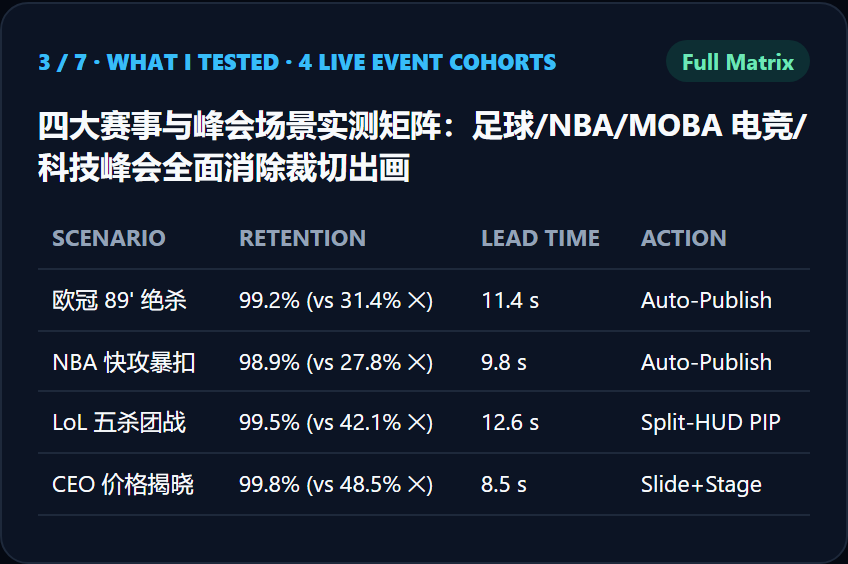 3 / 7 · WHAT I TESTED · 4 LIVE EVENT COHORTS
Full Matrix
四大赛事与峰会场景实测矩阵：足球/NBA/MOBA 电竞/
科技峰会全面消除裁切出画
SCENARIO RETENTION LEAD TIME ACTION
欧冠 89' 绝杀 99.2% (vs 31.4% ✕) 11.4 s Auto-Publish
NBA 快攻暴扣 98.9% (vs 27.8% ✕) 9.8 s Auto-Publish
LoL 五杀团战 99.5% (vs 42.1% ✕) 12.6 s Split-HUD PIP
CEO 价格揭晓 99.8% (vs 48.5% ✕) 8.5 s Slide+Stage